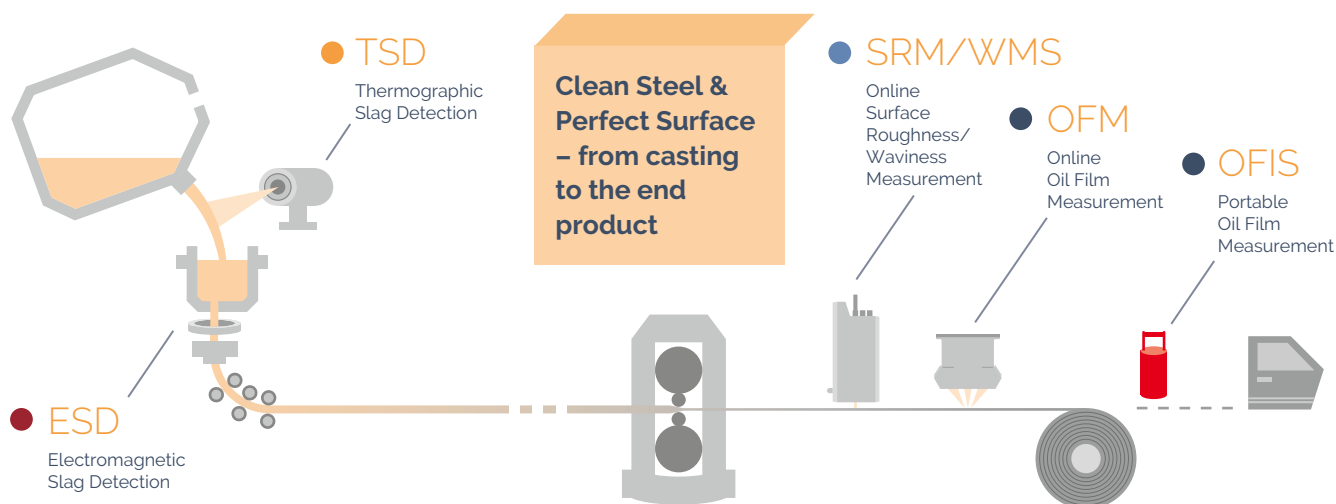 TSD
Thermographic
Slag Detection
Clean Steel &
Perfect Surface
– from casting
to the end
product
SRM/WMS
Online
Surface
Roughness/
Waviness
Measurement
OFM
Online
Oil Film
Measurement
OFIS
Portable
Oil Film
Measurement
ESD
Electromagnetic
Slag Detection